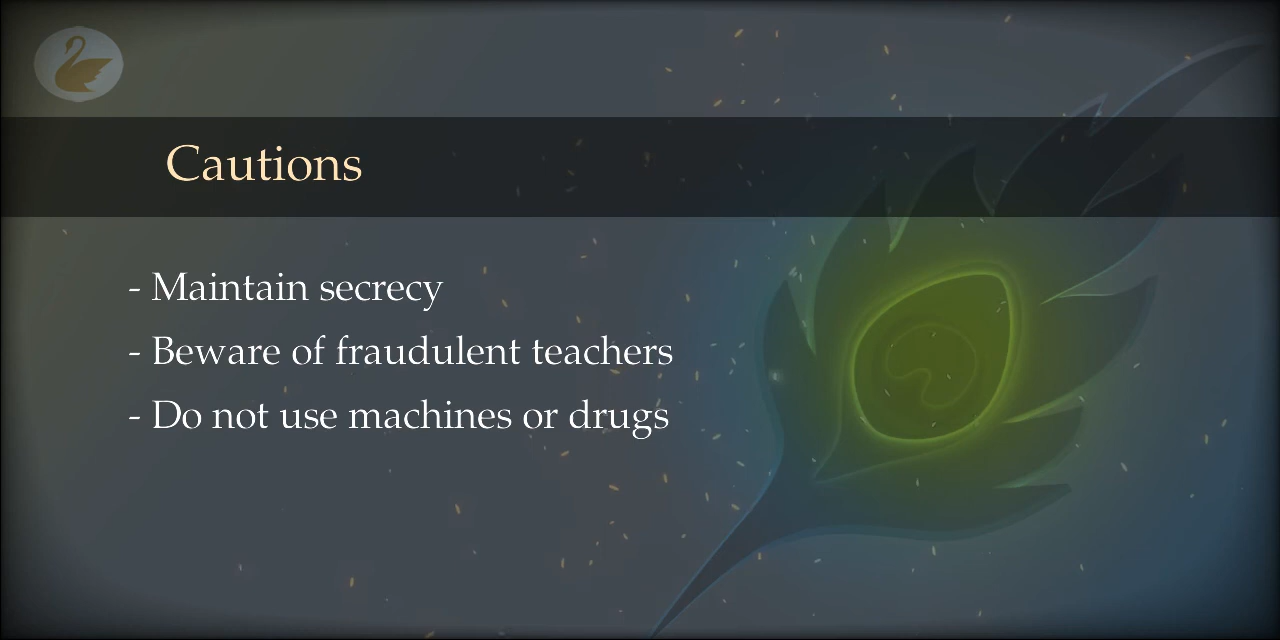 Cautions
- Maintain secrecy
- Beware of fraudulent teachers
- Do not use machines or drugs